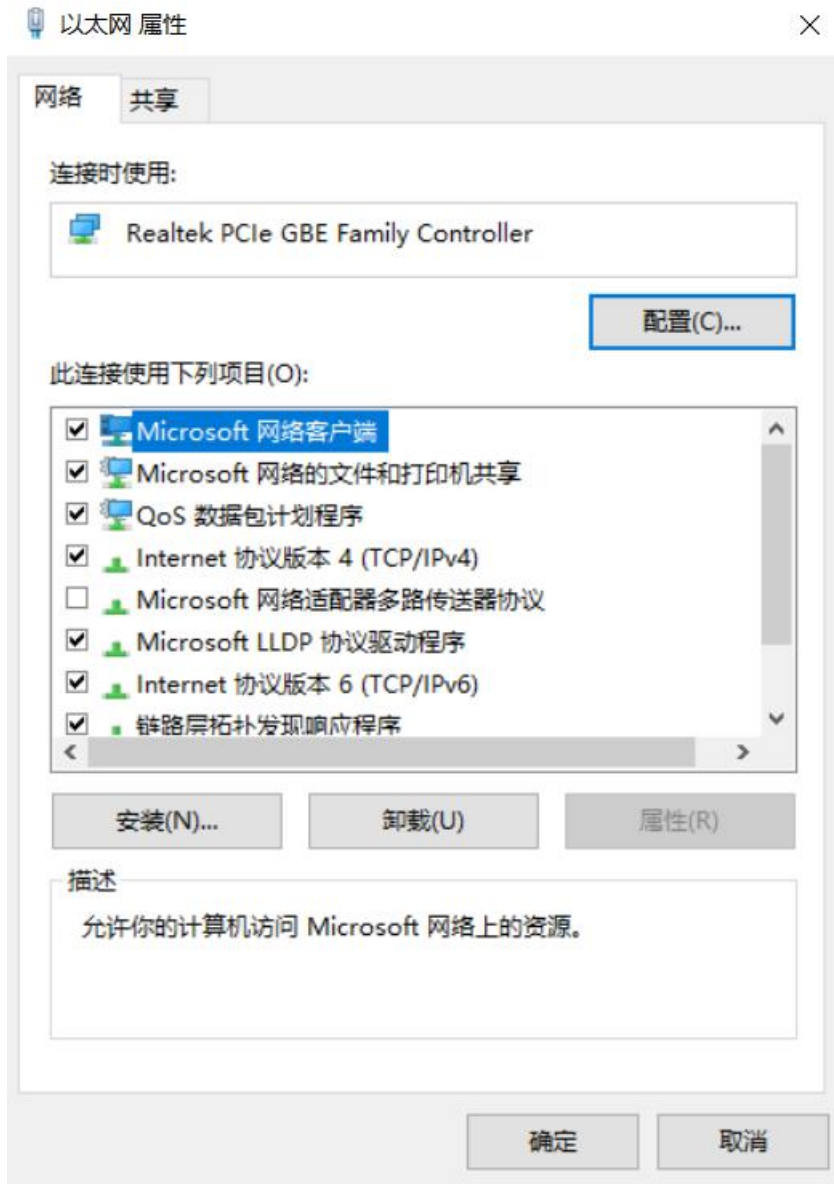 以太网 属性
网络
共享
连接时使用:
Realtek PCIe GBE Family Controller
配置(C)...
此连接使用下列项目(O):
Microsoft 网络客户端
Microsoft 网络的文件和打印机共享
QoS 数据包计划程序
Internet 协议版本 4 (TCP/IPv4)
Microsoft 网络适配器多路传送器协议
Microsoft LLDP 协议驱动程序
Internet 协议版本 6 (TCP/IPv6)
链路层拓扑发现响应程序
安装(N)...
卸载(U)
属性(R)
描述
允许你的计算机访问 Microsoft 网络上的资源。
确定
取消